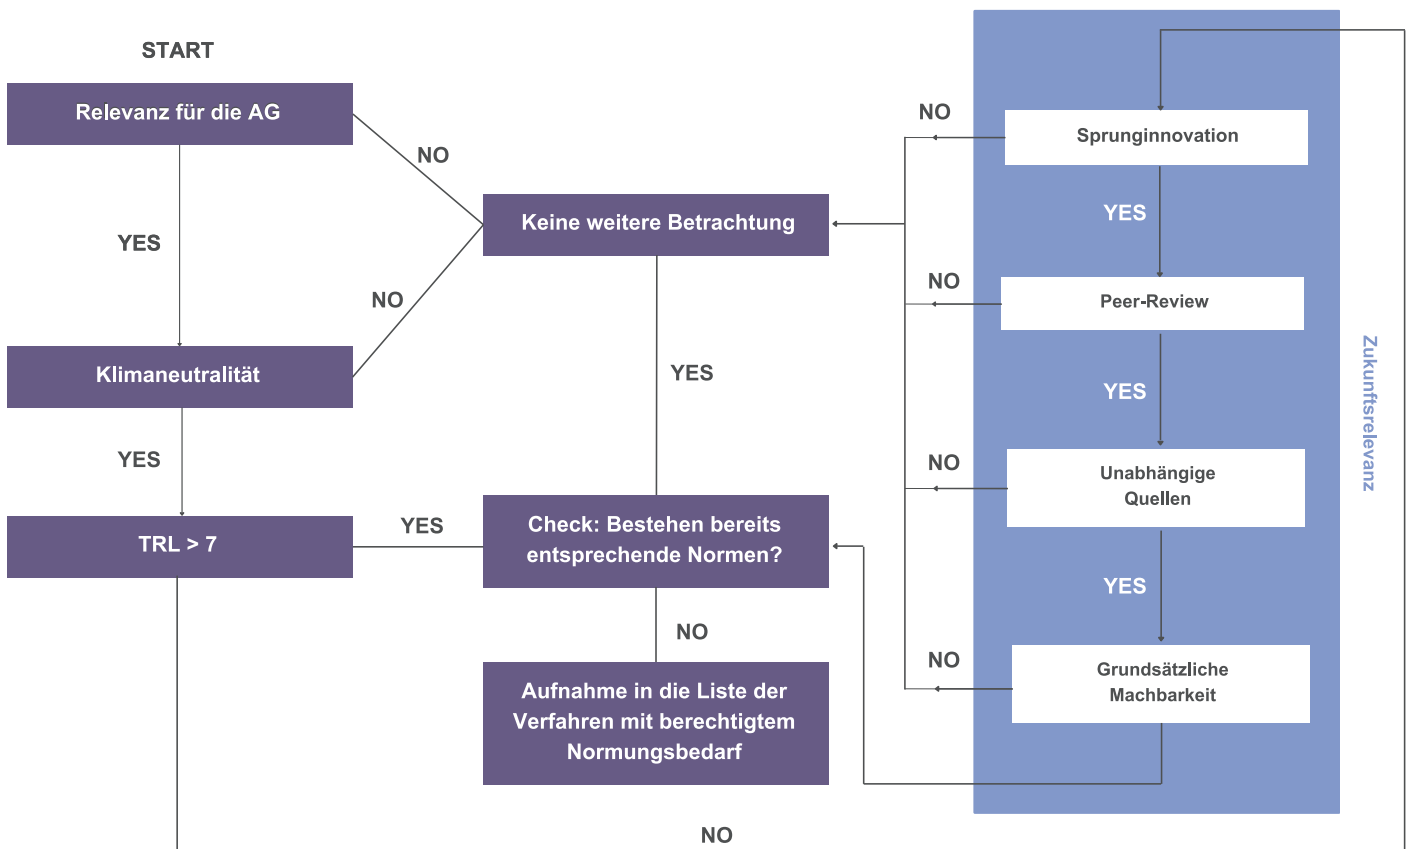 START
Relevanz für die AG
NO
YES
Keine weitere Betrachtung
NO
Klimaneutralität
YES
YES
TRL > 7
YES
Check: Bestehen bereits
entsprechende Normen?
NO
Aufnahme in die Liste der
Verfahren mit berechtigtem
Normungsbedarf
NO
NO
Sprunginnovation
YES
NO
Peer-Review
YES
NO
Unabhängige
Quellen
YES
NO
Grundsätzliche
Machbarkeit
Zukunftsrelevanz